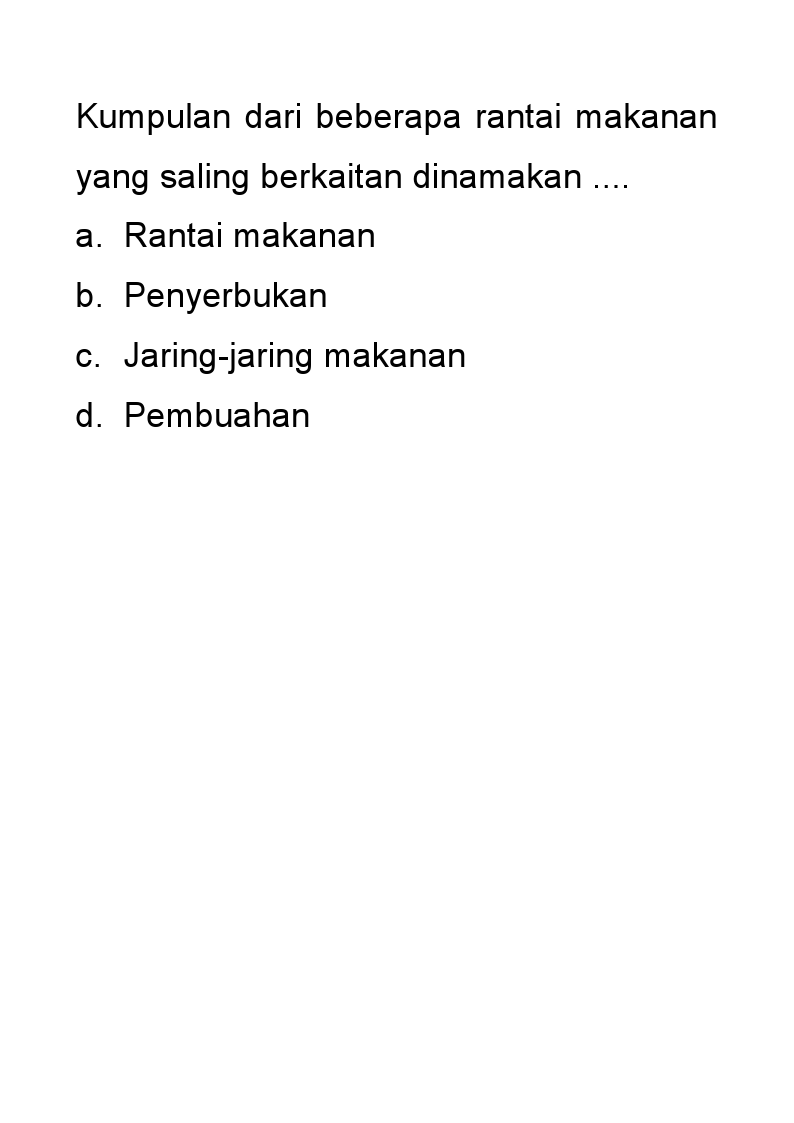 Kumpulan dari beberapa rantai makanan
yang saling berkaitan dinamakan ....
a. Rantai makanan
b. Penyerbukan
c. Jaring-jaring makanan
d. Pembuahan